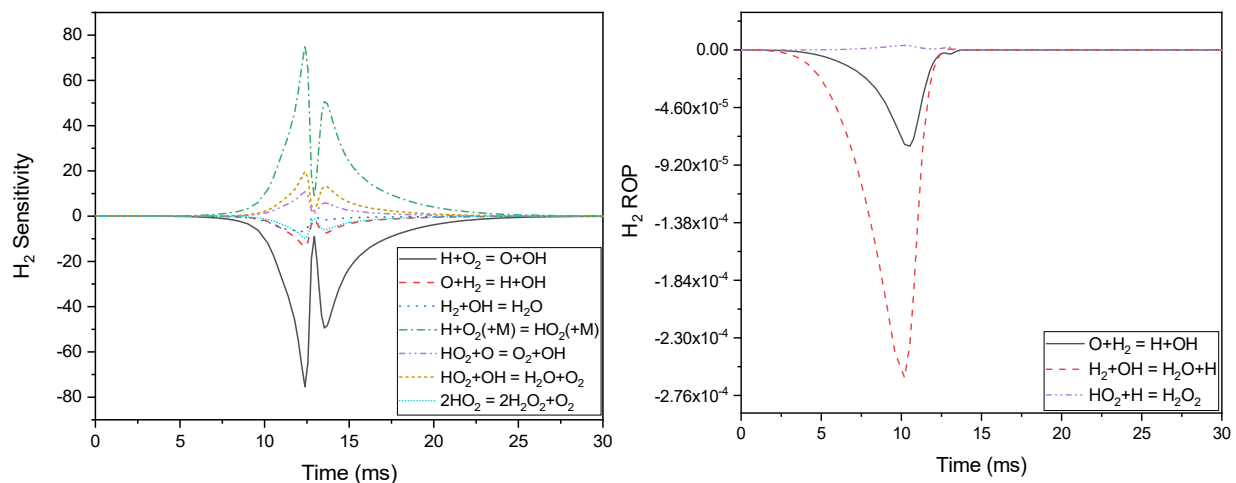 80
60
40
20
0
-20
-40
-60
-80
H₂ Sensitivity
0
5
10
15
20
25
30
Time (ms)
H+O₂ = O+OH
O+H₂ = H+OH
H₂+OH = H₂O
H+O₂(+M) = HO₂(+M)
HO₂+O = O₂+OH
HO₂+OH = H₂O+O₂
2HO₂ = 2H₂O₂+O₂
0.00
-4.60x10⁻⁵
-9.20x10⁻⁵
-1.38x10⁻⁴
-1.84x10⁻⁴
-2.30x10⁻⁴
-2.76x10⁻⁴
H₂ ROP
0
5
10
15
20
25
30
Time (ms)
O+H₂ = H+OH
H₂+OH = H₂O+H
HO₂+H = H₂O₂